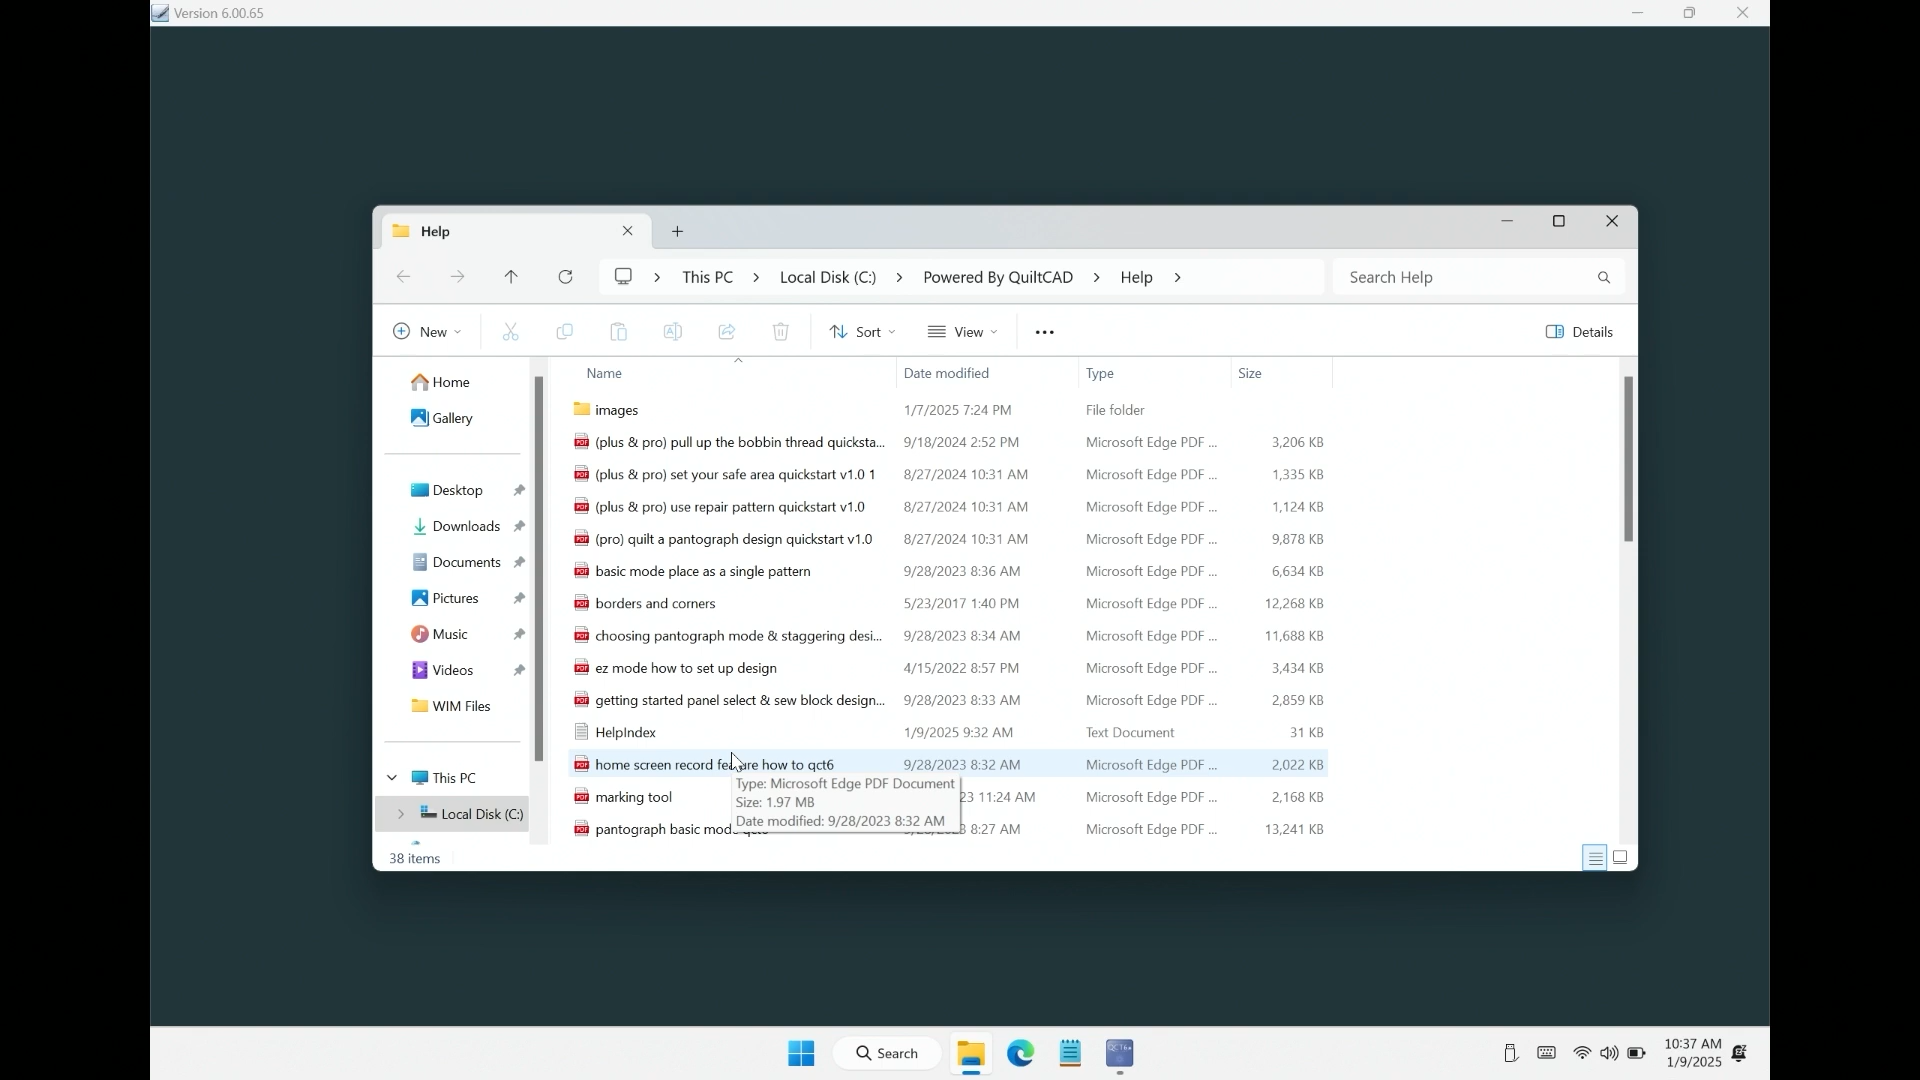 Version 6.00.65
Help
This PC
Local Disk (C:)
Powered By QuiltCAD
Help
Search Help
New
Sort
View
Details
Home
Gallery
Desktop
Downloads
Documents
Pictures
Music
Videos
WIM Files
This PC
Local Disk (C:)
Name Date modified Type Size
images 1/7/2025 7:24 PM File folder
(plus & pro) pull up the bobbin thread quicksta... 9/18/2024 2:52 PM Microsoft Edge PDF ... 3,206 KB
(plus & pro) set your safe area quickstart v1.0 1 8/27/2024 10:31 AM Microsoft Edge PDF ... 1,335 KB
(plus & pro) use repair pattern quickstart v1.0 8/27/2024 10:31 AM Microsoft Edge PDF ... 1,124 KB
(pro) quilt a pantograph design quickstart v1.0 8/27/2024 10:31 AM Microsoft Edge PDF ... 9,878 KB
basic mode place as a single pattern 9/28/2023 8:36 AM Microsoft Edge PDF ... 6,634 KB
borders and corners 5/23/2017 1:40 PM Microsoft Edge PDF ... 12,268 KB
choosing pantograph mode & staggering desi... 9/28/2023 8:34 AM Microsoft Edge PDF ... 11,688 KB
ez mode how to set up design 4/15/2022 8:57 PM Microsoft Edge PDF ... 3,434 KB
getting started panel select & sew block design... 9/28/2023 8:33 AM Microsoft Edge PDF ... 2,859 KB
HelpIndex 1/9/2025 9:32 AM Text Document 31 KB
home screen record feature how to qct6 9/28/2023 8:32 AM Microsoft Edge PDF ... 2,022 KB
marking tool 23 11:24 AM Microsoft Edge PDF ... 2,168 KB
pantograph basic mode 8:27 AM Microsoft Edge PDF ... 13,241 KB
Type: Microsoft Edge PDF Document
Size: 1.97 MB
Date modified: 9/28/2023 8:32 AM
38 items
Search
10:37 AM
1/9/2025